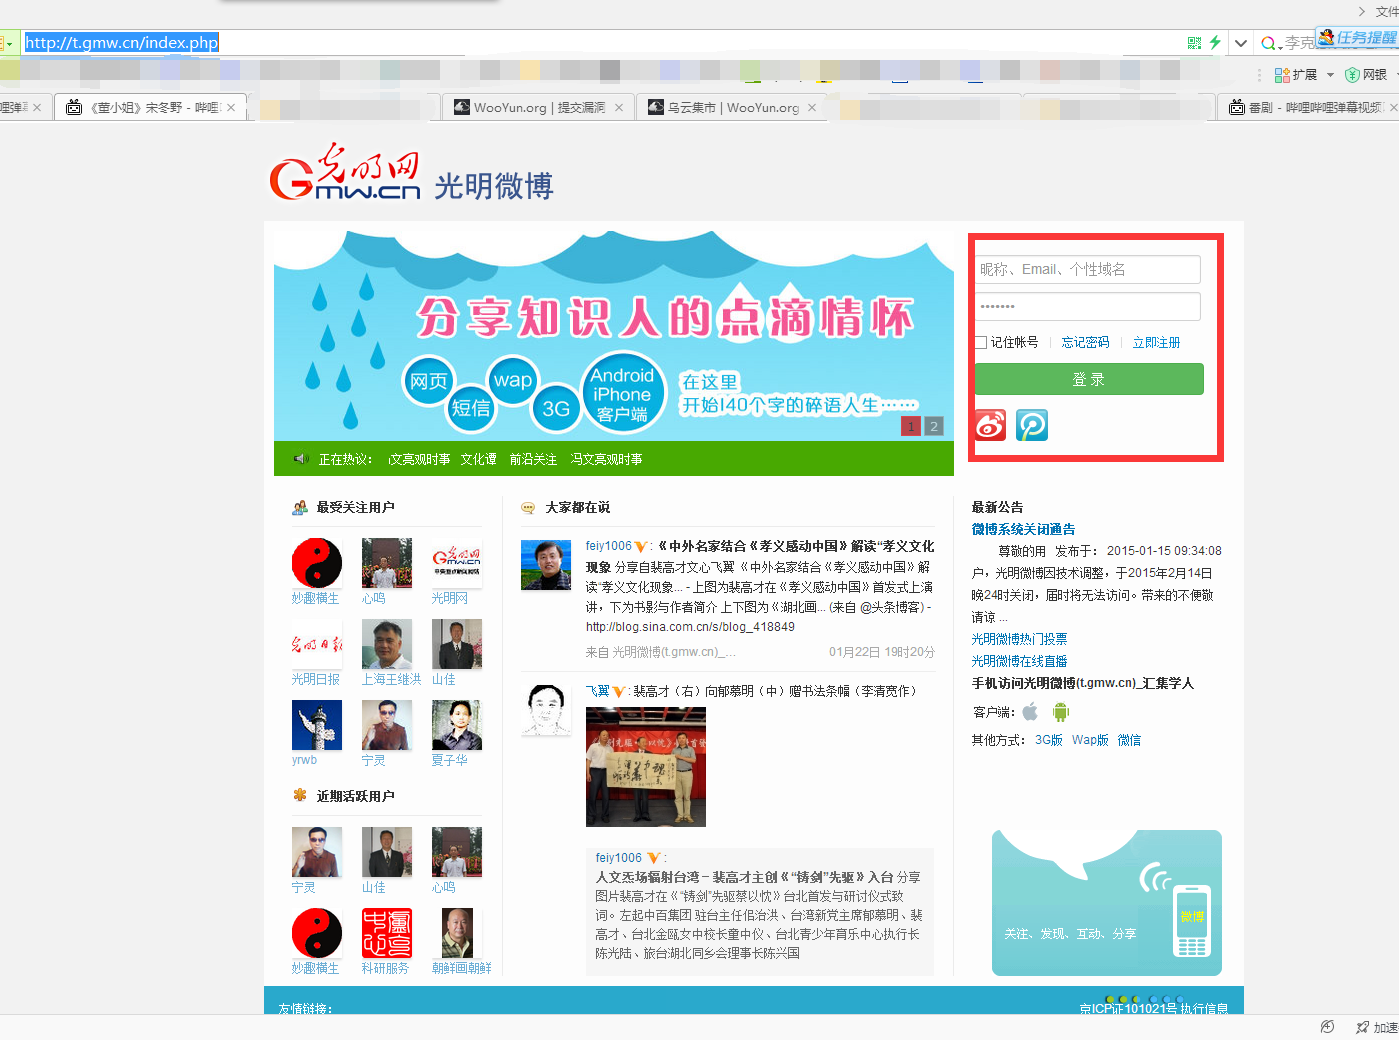 文件
http://t.gmw.cn/index.php
李克
任务提醒
扩展
网银
哩弹幕
《董小姐》宋冬野 - 哔哩
WooYun.org | 提交漏洞
乌云集市 | WooYun.org
番剧 - 哔哩哔哩弹幕视频
光明网
GMW.CN
光明微博
分享知识人的点滴情怀
网页
短信
wap
3G
Android
iPhone
客户端
在这里
开始140个字的碎语人生……
1 2
昵称、Email、个性域名
•••••••
记住帐号 忘记密码 立即注册
登 录
正在热议： 文亮观时事 文化谭 前沿关注 冯文亮观时事
最受关注用户
妙趣横生 心鸣 光明网
光明日报 上海王继洪 山佳
yrwb 宁灵 夏子华
近期活跃用户
宁灵 山佳 心鸣
妙趣横生 科研服务 朝鲜画朝鲜
大家都在说
feiy1006 :《中外名家结合《孝义感动中国》解读“孝义文化
现象 分享自裴高才文心飞翼 《中外名家结合《孝义感动中国》解
读“孝义文化现象... - 上图为裴高才在《孝义感动中国》首发式上演
讲，下为书影与作者简介 上下图为《湖北画... (来自 @头条博客) -
http://blog.sina.com.cn/s/blog_418849
来自 光明微博(t.gmw.cn)_... 01月22日 19时20分
飞翼 : 裴高才（右）向郁慕明（中）赠书法条幅（李清宽作）
feiy1006 :
人文炁场辐射台湾－裴高才主创《“铸剑”先驱》入台 分享
图片裴高才在《“铸剑”先驱蔡以忱》台北首发与研讨仪式致
词。左起中百集团 驻台主任佀治洪、台湾新党主席郁慕明、裴
高才、台北金瓯女中校长童中仪、台北青少年育乐中心执行长
陈光陆、旅台湖北同乡会理事长陈兴国
最新公告
微博系统关闭通告
尊敬的用 发布于： 2015-01-15 09:34:08
户，光明微博因技术调整，于2015年2月14日
晚24时关闭，届时将无法访问。带来的不便敬
请谅 ...
光明微博热门投票
光明微博在线直播
手机访问光明微博(t.gmw.cn)_汇集学人
客户端：
其他方式： 3G版 Wap版 微信
微博
关注、发现、互动、分享
友情链接：
京ICP证101021号 执行信息
加速